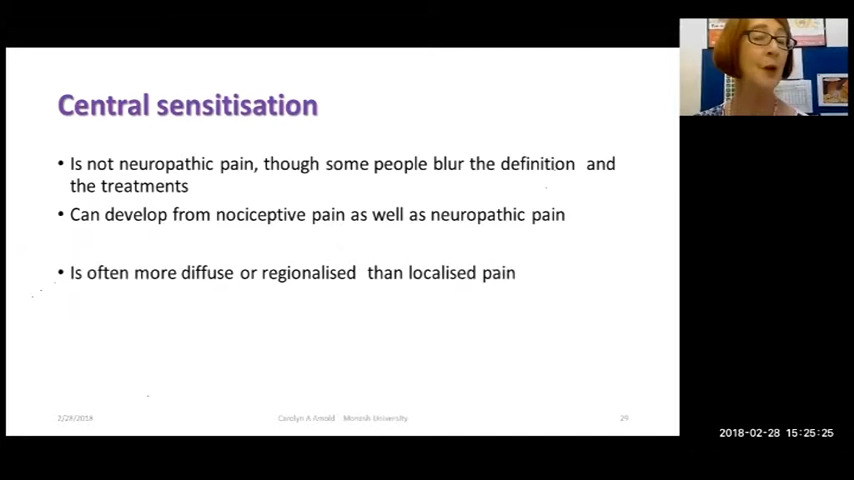 Central sensitisation
• Is not neuropathic pain, though some people blur the definition and
the treatments
• Can develop from nociceptive pain as well as neuropathic pain
• Is often more diffuse or regionalised than localised pain
2/28/2018 Carolyn A Arnold Monash University 29
2018-02-28 15:25:25